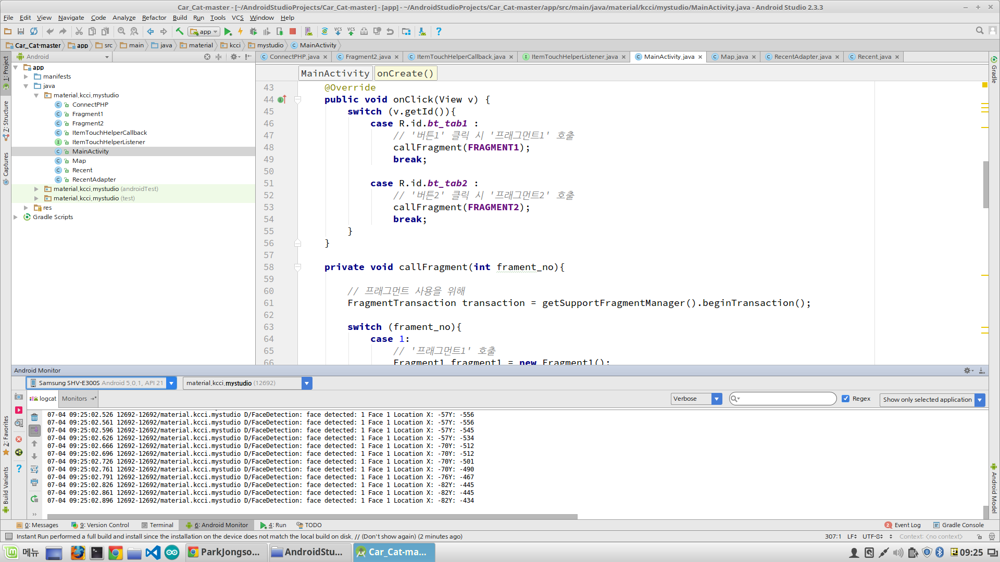 Car_Cat-master - [~/AndroidStudioProjects/Car_Cat-master] - [app] - ~/AndroidStudioProjects/Car_Cat-master/app/src/main/java/material/kcci/mystudio/MainActivity.java - Android Studio 2.3.3
File Edit View Navigate Code Analyze Refactor Build Run Tools VCS Window Help
app
Car_Cat-master app src main java material kcci mystudio MainActivity
Android
ConnectPHP.java Fragment2.java ItemTouchHelperCallback.java ItemTouchHelperListener.java MainActivity.java Map.java RecentAdapter.java Recent.java
1: Project
7: Structure
Captures
2: Favorites
Build Variants
Gradle
Android Model
app
manifests
java
material.kcci.mystudio
ConnectPHP
Fragment1
Fragment2
ItemTouchHelperCallback
ItemTouchHelperListener
MainActivity
Map
Recent
RecentAdapter
material.kcci.mystudio (androidTest)
material.kcci.mystudio (test)
res
Gradle Scripts
MainActivity onCreate()
43 @Override
44 public void onClick(View v) {
45 switch (v.getId()){
46 case R.id.bt_tab1 :
47 // '버튼1' 클릭 시 '프래그먼트1' 호출
48 callFragment(FRAGMENT1);
49 break;
50
51 case R.id.bt_tab2 :
52 // '버튼2' 클릭 시 '프래그먼트2' 호출
53 callFragment(FRAGMENT2);
54 break;
55 }
56 }
57
58 private void callFragment(int frament_no){
59
60 // 프래그먼트 사용을 위해
61 FragmentTransaction transaction = getSupportFragmentManager().beginTransaction();
62
63 switch (frament_no){
64 case 1:
65 // '프래그먼트1' 호출
66 Fragment1 fragment1 = new Fragment1();
Android Monitor
Samsung SHV-E300S Android 5.0.1, API 21 material.kcci.mystudio (12692)
logcat Monitors Verbose Regex Show only selected application
07-04 09:25:02.526 12692-12692/material.kcci.mystudio D/FaceDetection: face detected: 1 Face 1 Location X: -57Y: -556
07-04 09:25:02.561 12692-12692/material.kcci.mystudio D/FaceDetection: face detected: 1 Face 1 Location X: -57Y: -556
07-04 09:25:02.596 12692-12692/material.kcci.mystudio D/FaceDetection: face detected: 1 Face 1 Location X: -57Y: -545
07-04 09:25:02.626 12692-12692/material.kcci.mystudio D/FaceDetection: face detected: 1 Face 1 Location X: -57Y: -534
07-04 09:25:02.666 12692-12692/material.kcci.mystudio D/FaceDetection: face detected: 1 Face 1 Location X: -70Y: -512
07-04 09:25:02.696 12692-12692/material.kcci.mystudio D/FaceDetection: face detected: 1 Face 1 Location X: -70Y: -512
07-04 09:25:02.726 12692-12692/material.kcci.mystudio D/FaceDetection: face detected: 1 Face 1 Location X: -70Y: -501
07-04 09:25:02.761 12692-12692/material.kcci.mystudio D/FaceDetection: face detected: 1 Face 1 Location X: -70Y: -490
07-04 09:25:02.791 12692-12692/material.kcci.mystudio D/FaceDetection: face detected: 1 Face 1 Location X: -76Y: -467
07-04 09:25:02.826 12692-12692/material.kcci.mystudio D/FaceDetection: face detected: 1 Face 1 Location X: -82Y: -445
07-04 09:25:02.861 12692-12692/material.kcci.mystudio D/FaceDetection: face detected: 1 Face 1 Location X: -82Y: -445
07-04 09:25:02.896 12692-12692/material.kcci.mystudio D/FaceDetection: face detected: 1 Face 1 Location X: -82Y: -434
0: Messages 9: Version Control Terminal 6: Android Monitor 4: Run TODO 2 Event Log Gradle Console
Instant Run performed a full build and install since the installation on the device does not match the local build on disk. // (Don't show again) (2 minutes ago) 307:1 LF UTF-8 Context: <no context>
메뉴 ParkJongso... AndroidStu... Car_Cat-ma... 09:25